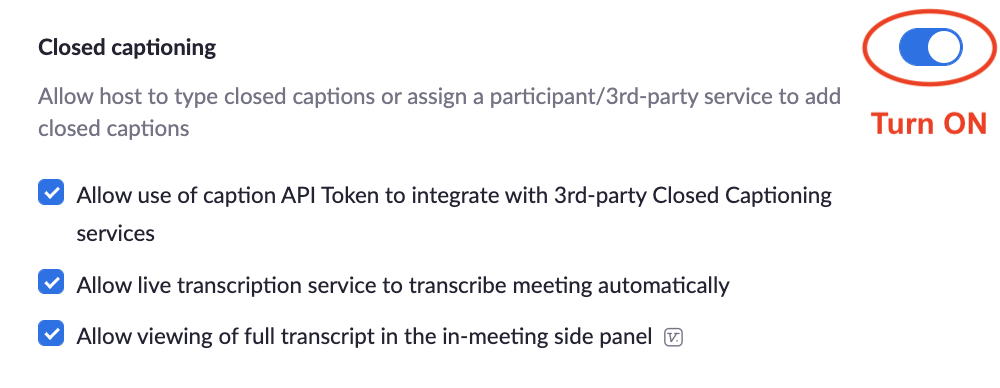 Closed captioning
Allow host to type closed captions or assign a participant/3rd-party service to add
closed captions
Turn ON
Allow use of caption API Token to integrate with 3rd-party Closed Captioning
services
Allow live transcription service to transcribe meeting automatically
Allow viewing of full transcript in the in-meeting side panel